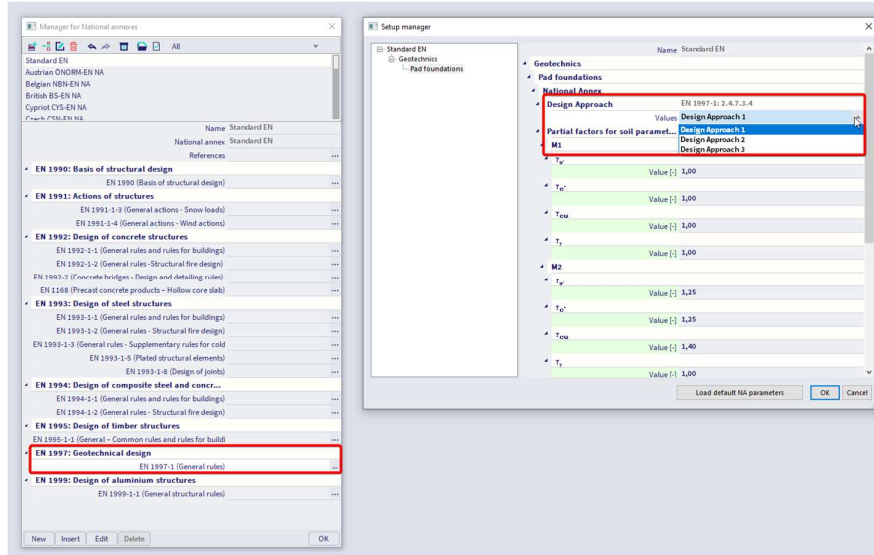 Manager for National annexes
All
Standard EN
Austrian ÖNORM-EN NA
Belgian NBN-EN NA
British BS-EN NA
Cypriot CYS-EN NA
Czech CSN-EN NA
Name Standard EN
National annex Standard EN
References ...
EN 1990: Basis of structural design
EN 1990 (Basis of structural design) ...
EN 1991: Actions of structures
EN 1991-1-3 (General actions - Snow loads) ...
EN 1991-1-4 (General actions - Wind actions) ...
EN 1992: Design of concrete structures
EN 1992-1-1 (General rules and rules for buildings) ...
EN 1992-1-2 (General rules -Structural fire design) ...
EN 1992-2 (Concrete bridges - Design and detailing rules) ...
EN 1168 (Precast concrete products – Hollow core slab) ...
EN 1993: Design of steel structures
EN 1993-1-1 (General rules and rules for buildings) ...
EN 1993-1-2 (General rules - Structural fire design) ...
EN 1993-1-3 (General rules - Supplementary rules for cold ...
EN 1993-1-5 (Plated structural elements) ...
EN 1993-1-8 (Design of joints) ...
EN 1994: Design of composite steel and concr...
EN 1994-1-1 (General rules and rules for buildings) ...
EN 1994-1-2 (General rules - Structural fire design) ...
EN 1995: Design of timber structures
EN 1995-1-1 (General – Common rules and rules for buildi ...
EN 1997: Geotechnical design
EN 1997-1 (General rules) ...
EN 1999: Design of aluminium structures
EN 1999-1-1 (General structural rules) ...
New Insert Edit Delete OK
Setup manager
Standard EN
Geotechnics
Pad foundations
Name Standard EN
Geotechnics
Pad foundations
National Annex
Design Approach EN 1997-1: 2.4.7.3.4
Values Design Approach 1
Design Approach 1
Design Approach 2
Design Approach 3
Partial factors for soil paramet...
M1
Value [-] 1,00
Value [-] 1,00
Value [-] 1,00
Value [-] 1,00
M2
Value [-] 1,25
Value [-] 1,25
Value [-] 1,40
Value [-] 1,00
Load default NA parameters OK Cancel